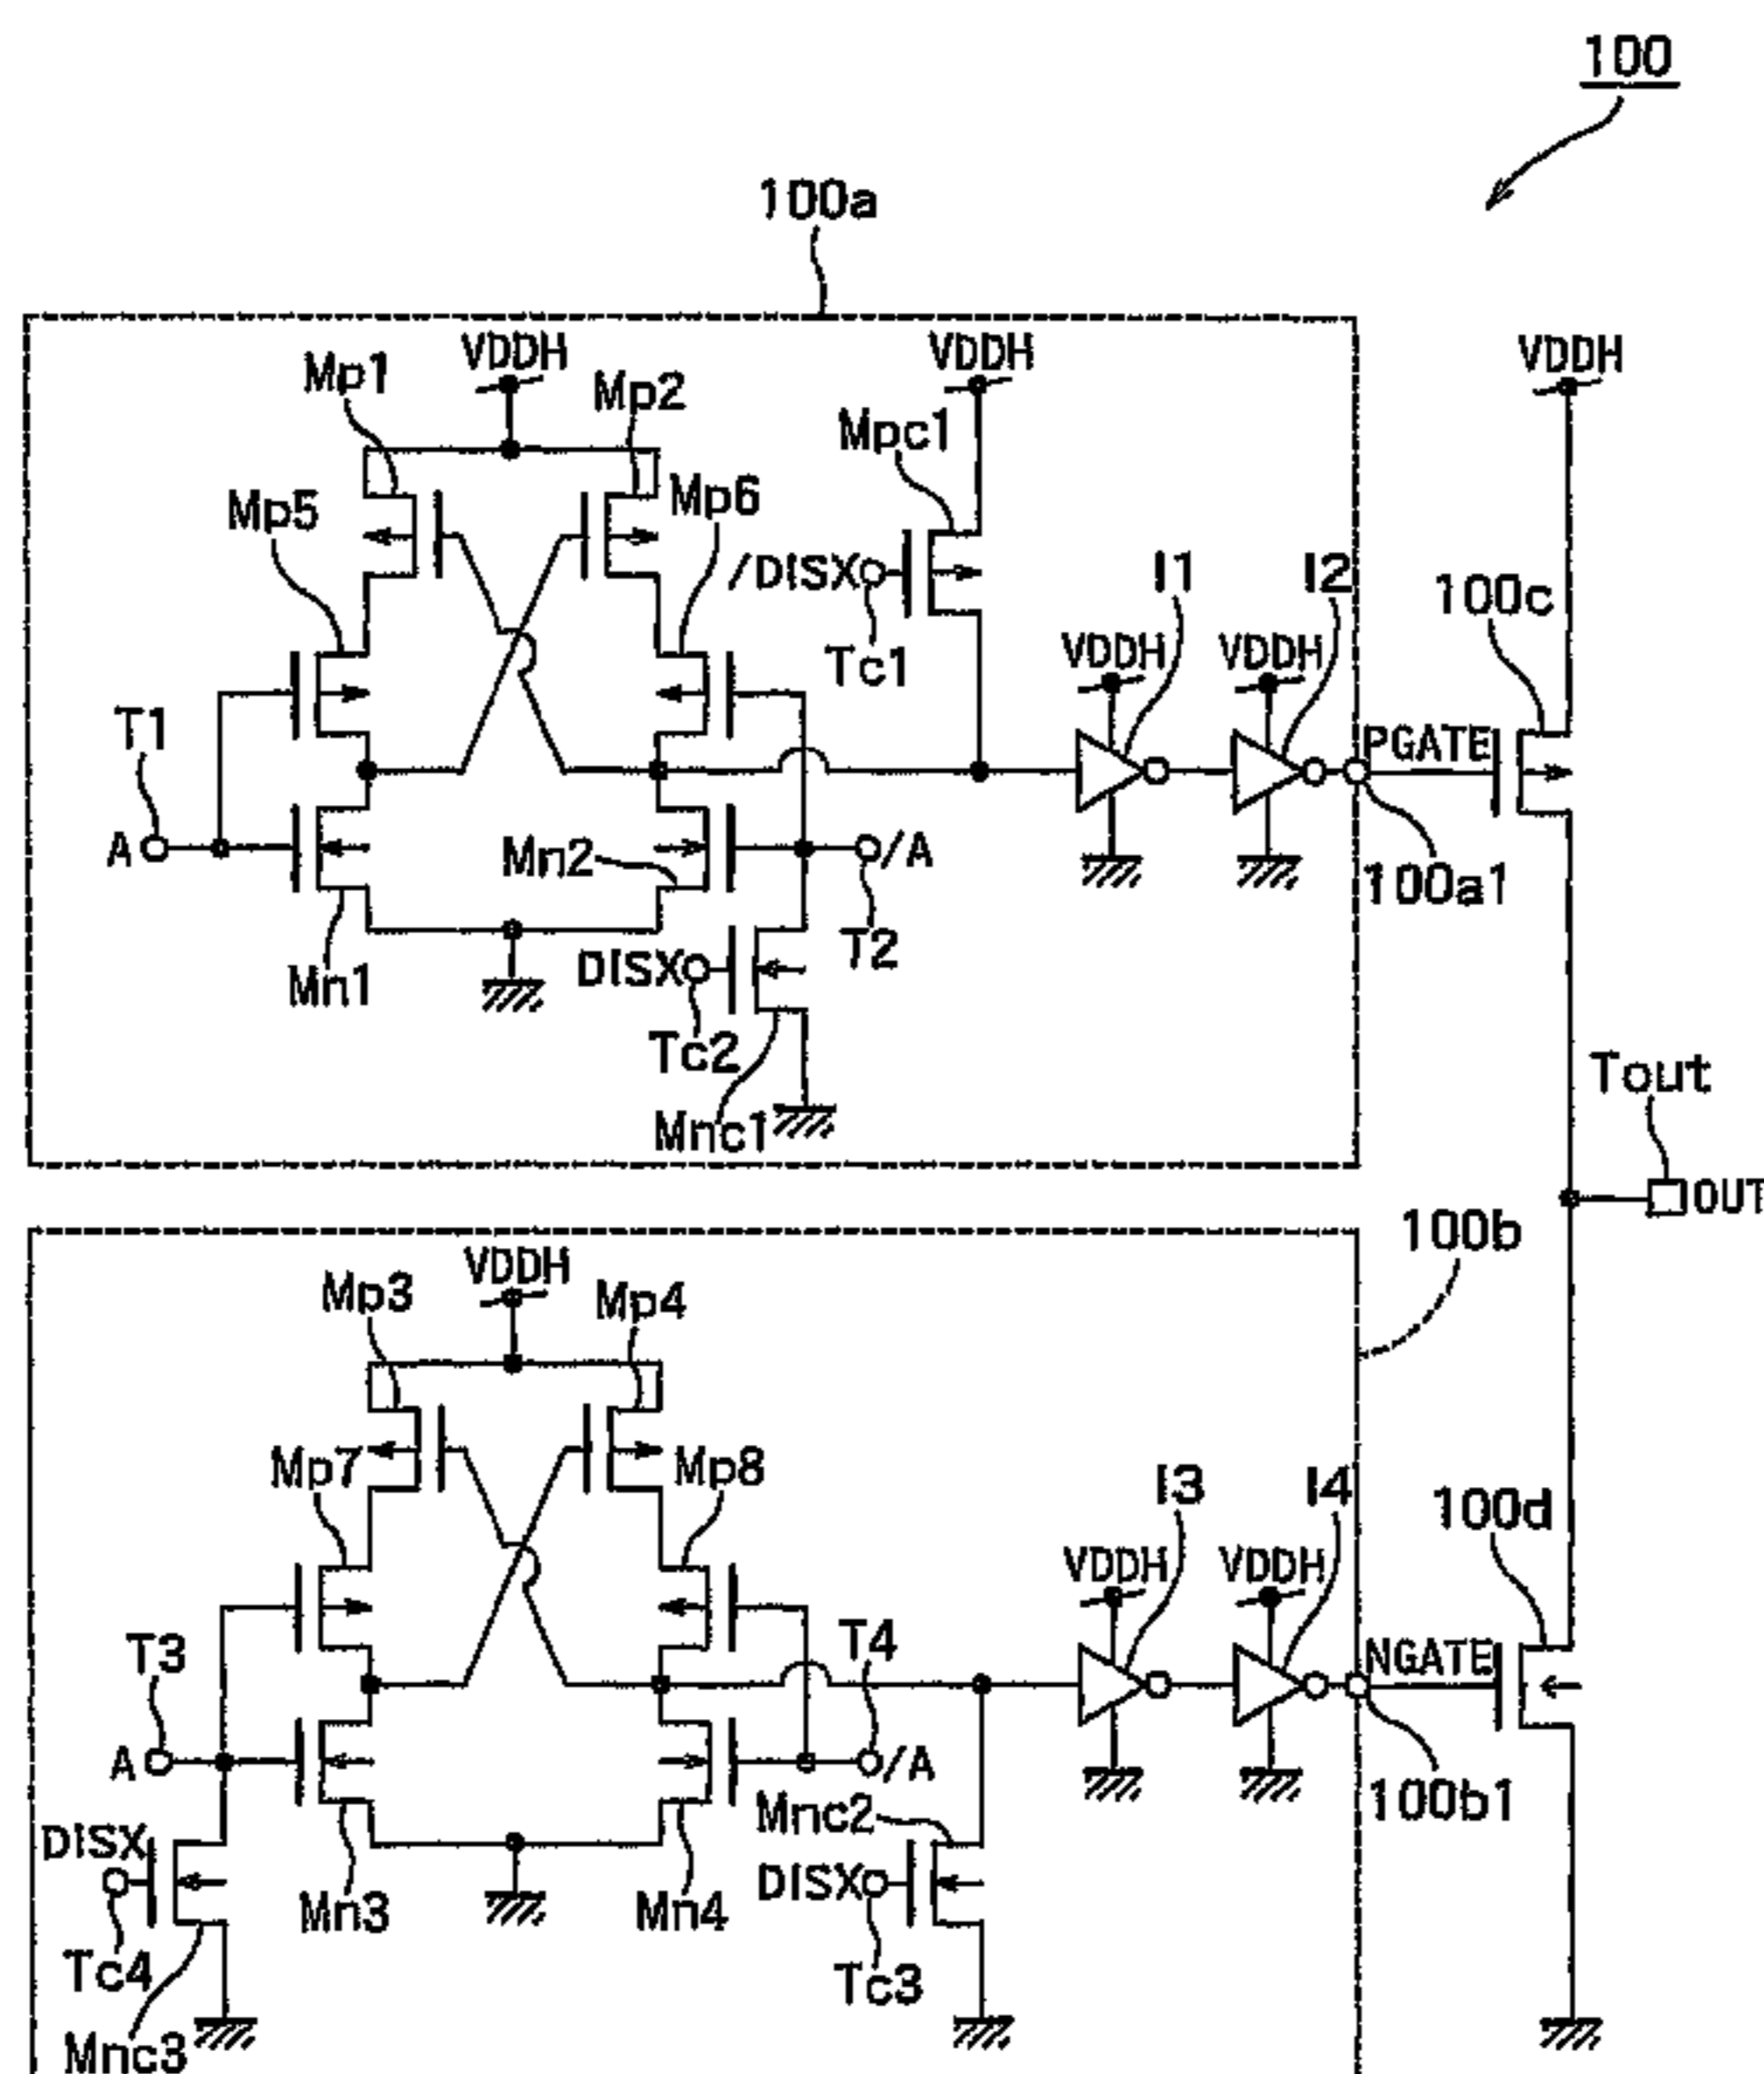 100
100a
Mp1
VDDH
Mp2
VDDH
VDDH
Mpc1
Mp5
Mp6
/DISX
Tc1
I1
I2
100c
VDDH
VDDH
T1
PGATE
A
Mn2
/A
100a1
Mn1
DISX
T2
Tc2
Mnc1
Tout
OUT
100b
VDDH
Mp3
Mp4
Mp7
Mp8
I3
I4
100d
VDDH
VDDH
T3
T4
NGATE
A
/A
100b1
DISX
Mnc2
Mn3
Mn4
DISX
Tc4
Tc3
Mnc3